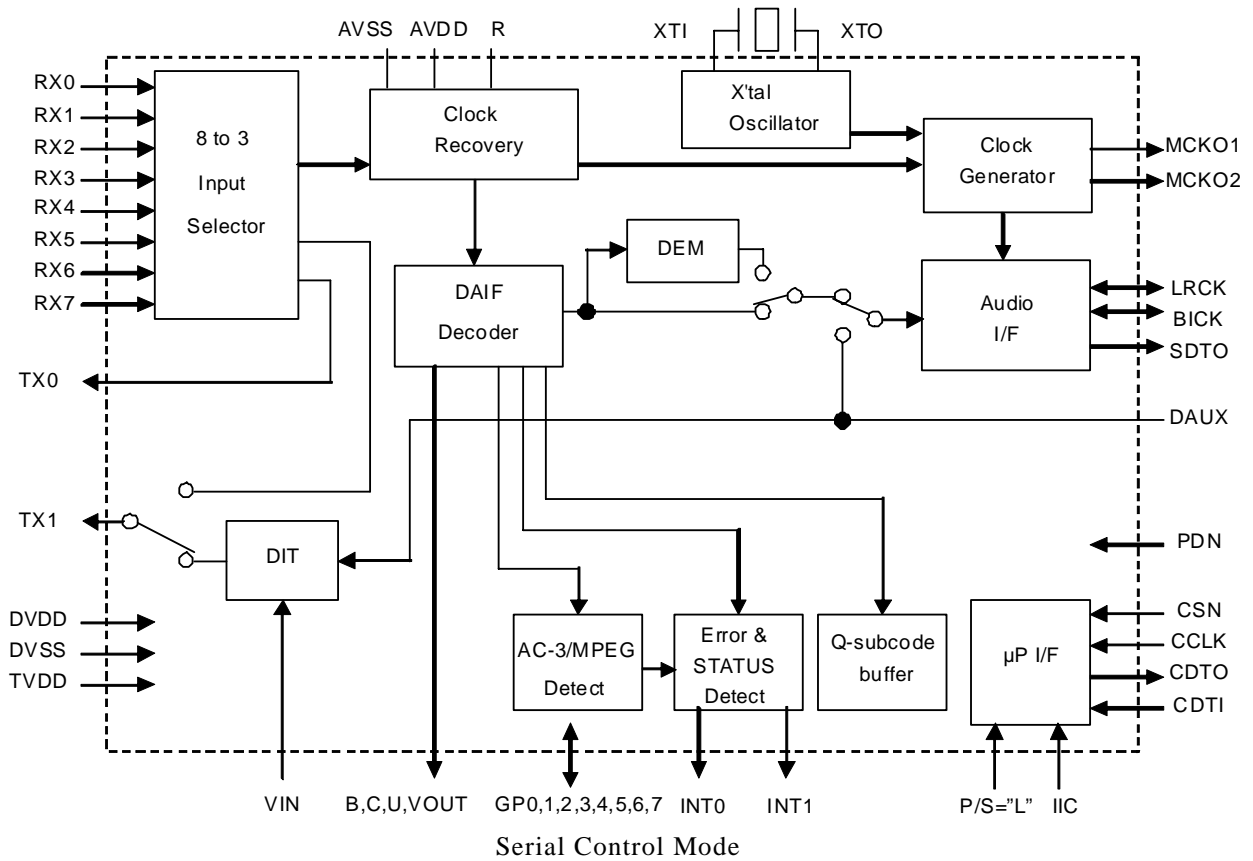 AVSS AVDD R
XTI XTO
RX0
RX1
RX2
RX3
RX4
RX5
RX6
RX7
8 to 3
Input
Selector
Clock
Recovery
X'tal
Oscillator
Clock
Generator
MCKO1
MCKO2
DEM
DAIF
Decoder
Audio
I/F
LRCK
BICK
SDTO
TX0
DAUX
TX1
DIT
PDN
DVDD
DVSS
TVDD
AC-3/MPEG
Detect
Error &
STATUS
Detect
Q-subcode
buffer
µP I/F
CSN
CCLK
CDTO
CDTI
VIN
B,C,U,VOUT
GP0,1,2,3,4,5,6,7
INT0
INT1
P/S="L"
IIC
Serial Control Mode